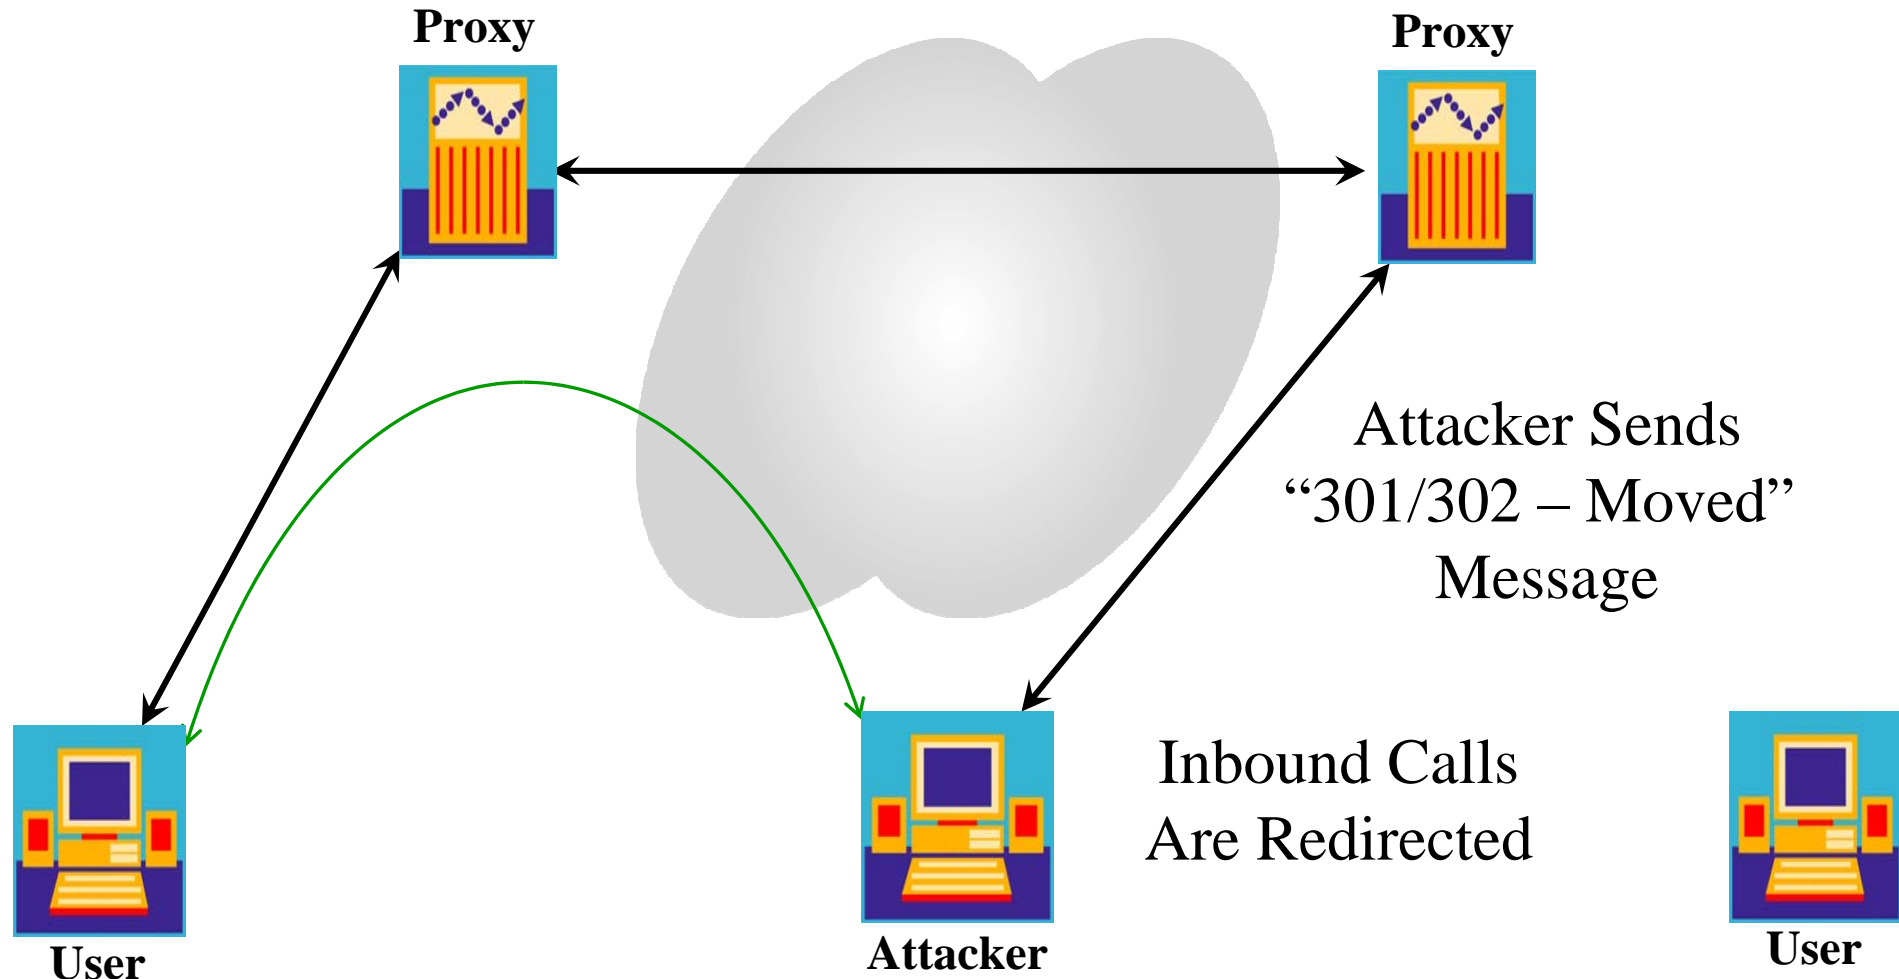 Proxy
Proxy
Attacker Sends
“301/302 – Moved”
Message
Inbound Calls
Are Redirected
User
Attacker
User